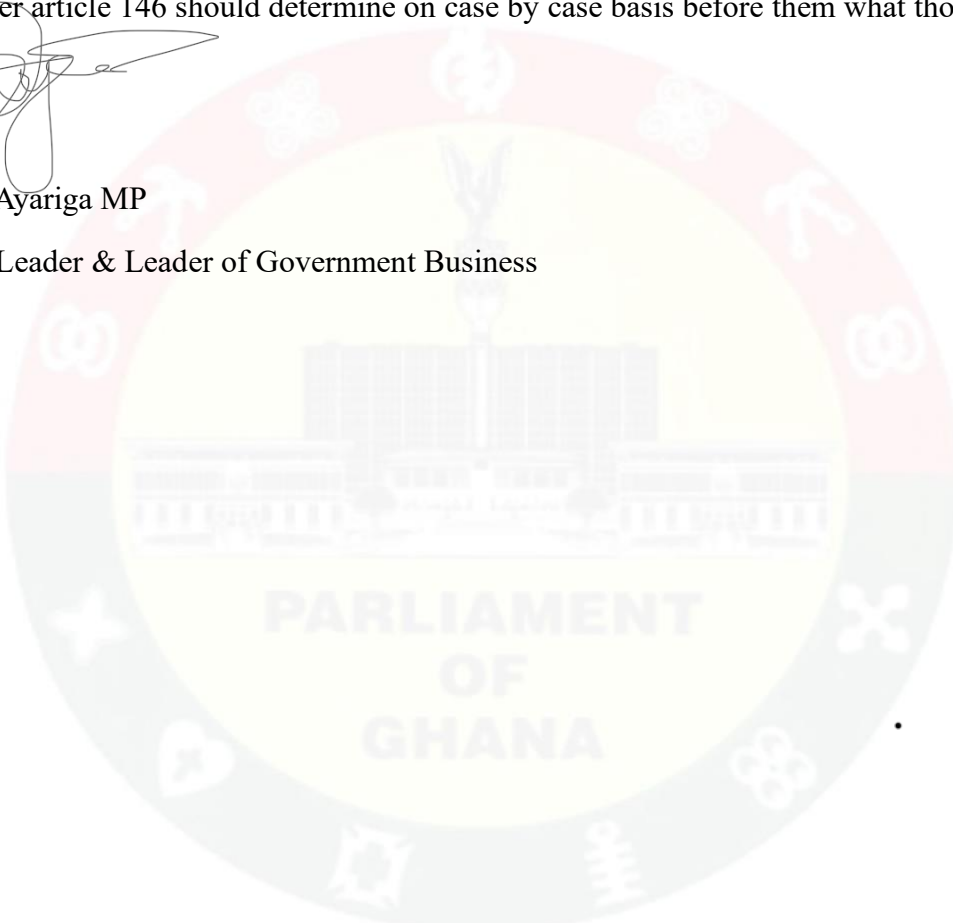 er article 146 should determine on case by case basis before them what tho
Ayariga MP
Leader & Leader of Government Business
PARLIAMENT
OF
GHANA